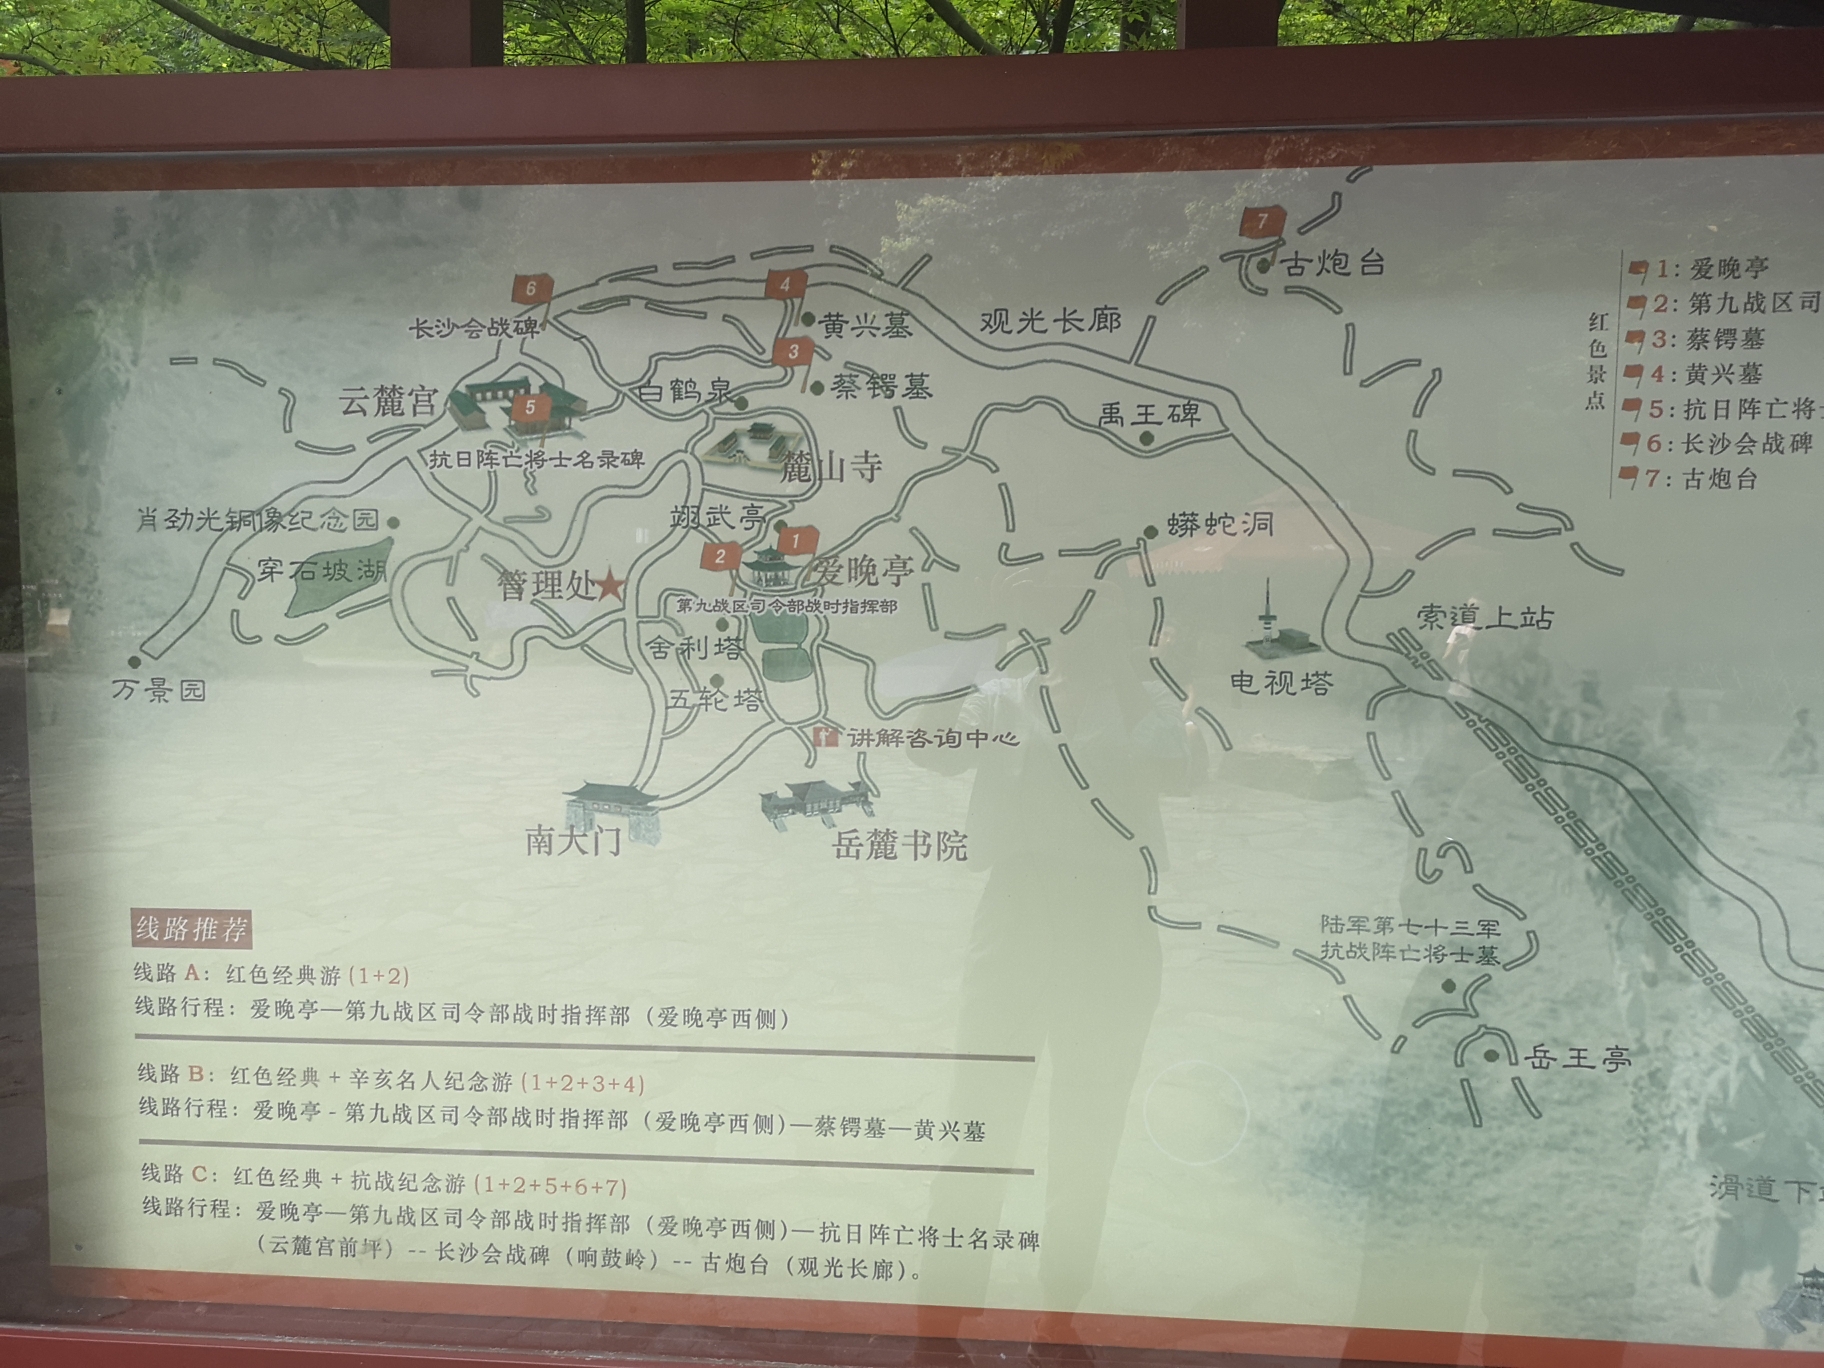 7
古炮台
6
4
长沙会战碑
黄兴墓
观光长廊
3
云麓宫
5
白鹤泉
蔡锷墓
禹王碑
抗日阵亡将士名录碑
麓山寺
肖劲光铜像纪念园
翊武亭
蟒蛇洞
穿石坡湖
管理处
2
1
爱晚亭
第九战区司令部战时指挥部
索道上站
舍利塔
万景园
五轮塔
电视塔
讲解咨询中心
南大门
岳麓书院
陆军第七十三军
抗战阵亡将士墓
岳王亭
滑道下
红色景点
1：爱晚亭
2：第九战区司
3：蔡锷墓
4：黄兴墓
5：抗日阵亡将士
6：长沙会战碑
7：古炮台
线路推荐
线路 A：红色经典游 (1+2)
线路行程：爱晚亭—第九战区司令部战时指挥部（爱晚亭西侧）
线路 B：红色经典 + 辛亥名人纪念游 (1+2+3+4)
线路行程：爱晚亭 - 第九战区司令部战时指挥部（爱晚亭西侧)—蔡锷墓—黄兴墓
线路 C：红色经典 + 抗战纪念游 (1+2+5+6+7)
线路行程：爱晚亭—第九战区司令部战时指挥部（爱晚亭西侧)—抗日阵亡将士名录碑
（云麓宫前坪）-- 长沙会战碑（响鼓岭）-- 古炮台（观光长廊）。